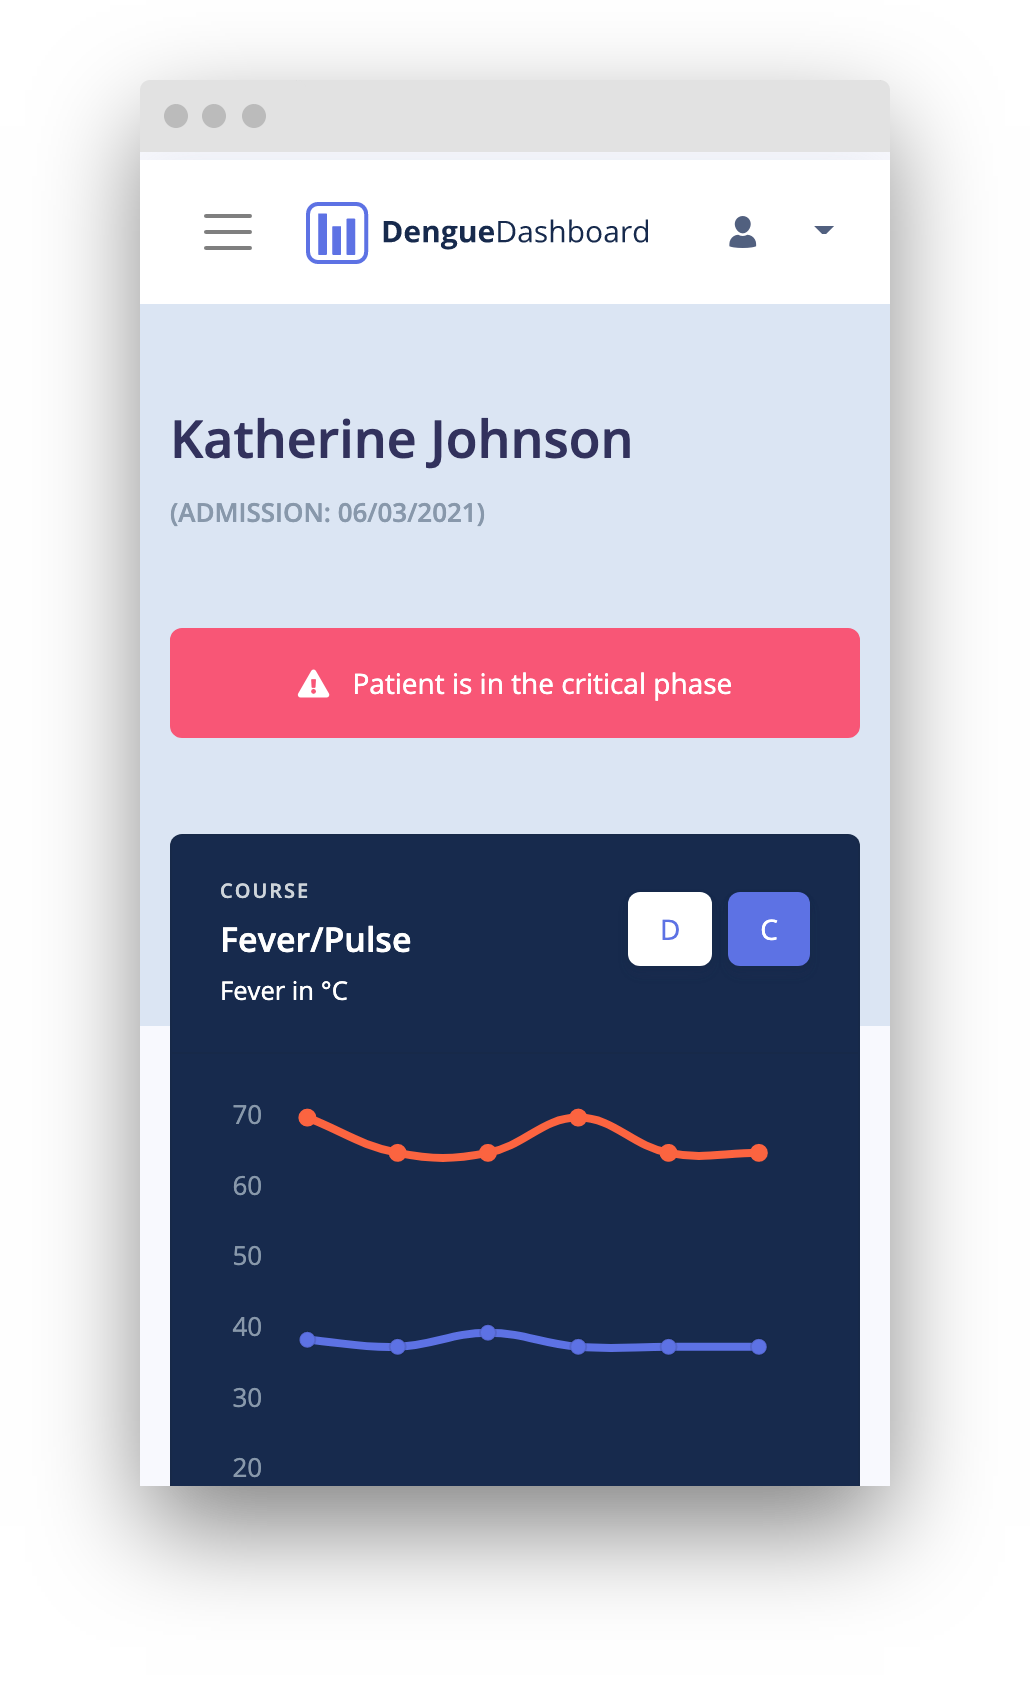 DengueDashboard
Katherine Johnson
(ADMISSION: 06/03/2021)
Patient is in the critical phase
COURSE
Fever/Pulse
Fever in °C
D C
70
60
50
40
30
20